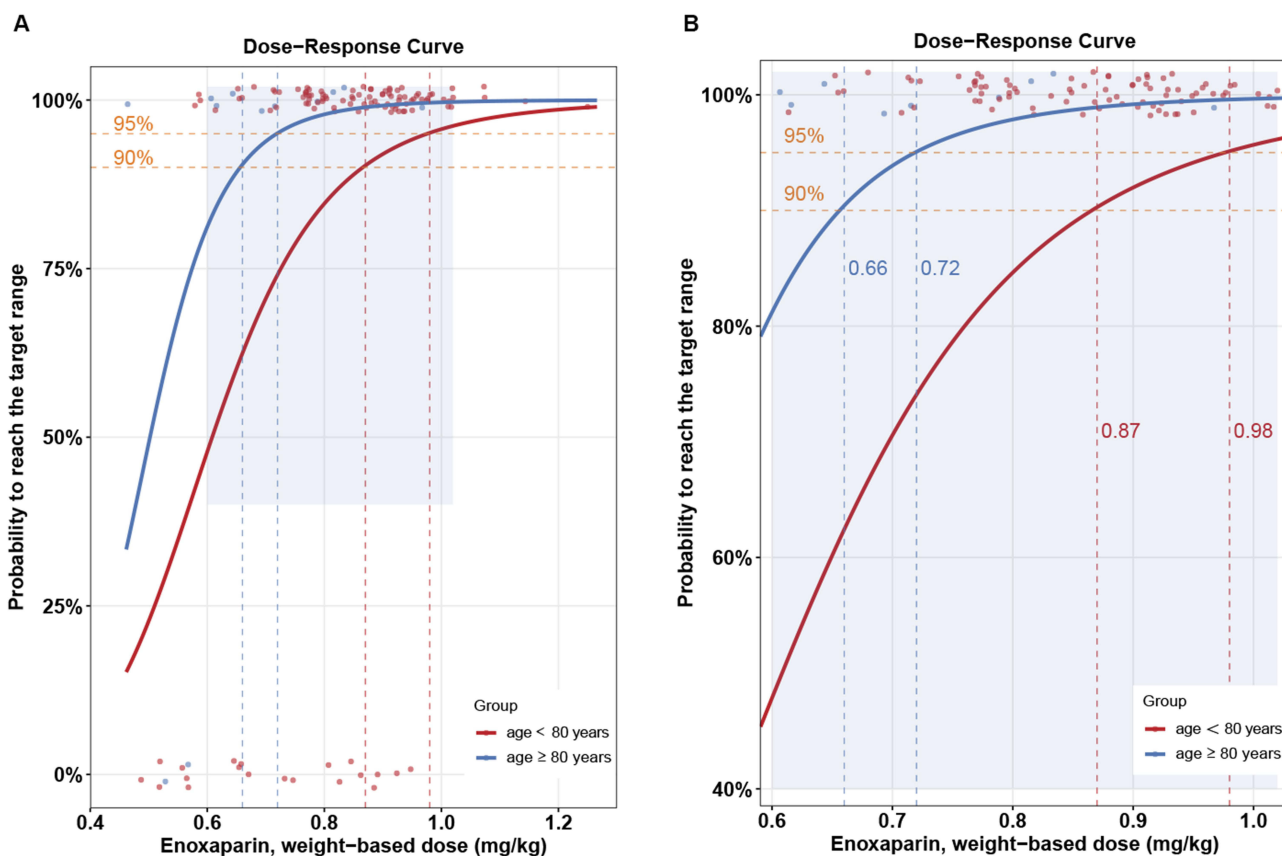 A
Dose−Response Curve
Probability to reach the target range
100%
95%
90%
75%
50%
25%
0%
Group
age < 80 years
age ≥ 80 years
0.4 0.6 0.8 1.0 1.2
Enoxaparin, weight−based dose (mg/kg)
B
Dose−Response Curve
Probability to reach the target range
100%
95%
90%
0.66 0.72
80%
0.87 0.98
60%
Group
age < 80 years
age ≥ 80 years
40%
0.6 0.7 0.8 0.9 1.0
Enoxaparin, weight−based dose (mg/kg)